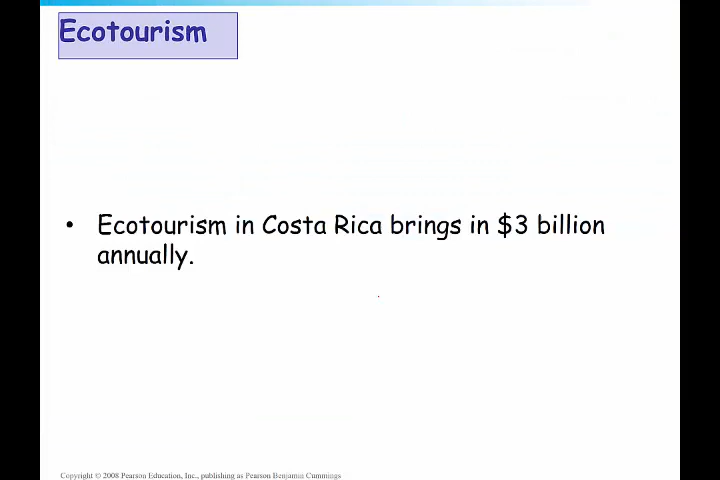 Ecotourism
• Ecotourism in Costa Rica brings in $3 billion
annually.
Copyright © 2008 Pearson Education, Inc., publishing as Pearson Benjamin Cummings